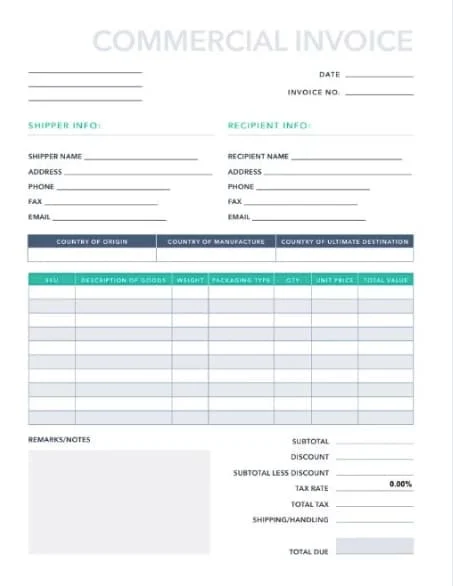 COMMERCIAL INVOICE
DATE
INVOICE NO.
SHIPPER INFO:
RECIPIENT INFO:
SHIPPER NAME
RECIPIENT NAME
ADDRESS
ADDRESS
PHONE
PHONE
FAX
FAX
EMAIL
EMAIL
COUNTRY OF ORIGIN COUNTRY OF MANUFACTURE COUNTRY OF ULTIMATE DESTINATION
SKU DESCRIPTION OF GOODS WEIGHT PACKAGING TYPE QTY UNIT PRICE TOTAL VALUE
REMARKS/NOTES
SUBTOTAL
DISCOUNT
SUBTOTAL LESS DISCOUNT
TAX RATE 0.00%
TOTAL TAX
SHIPPING/HANDLING
TOTAL DUE